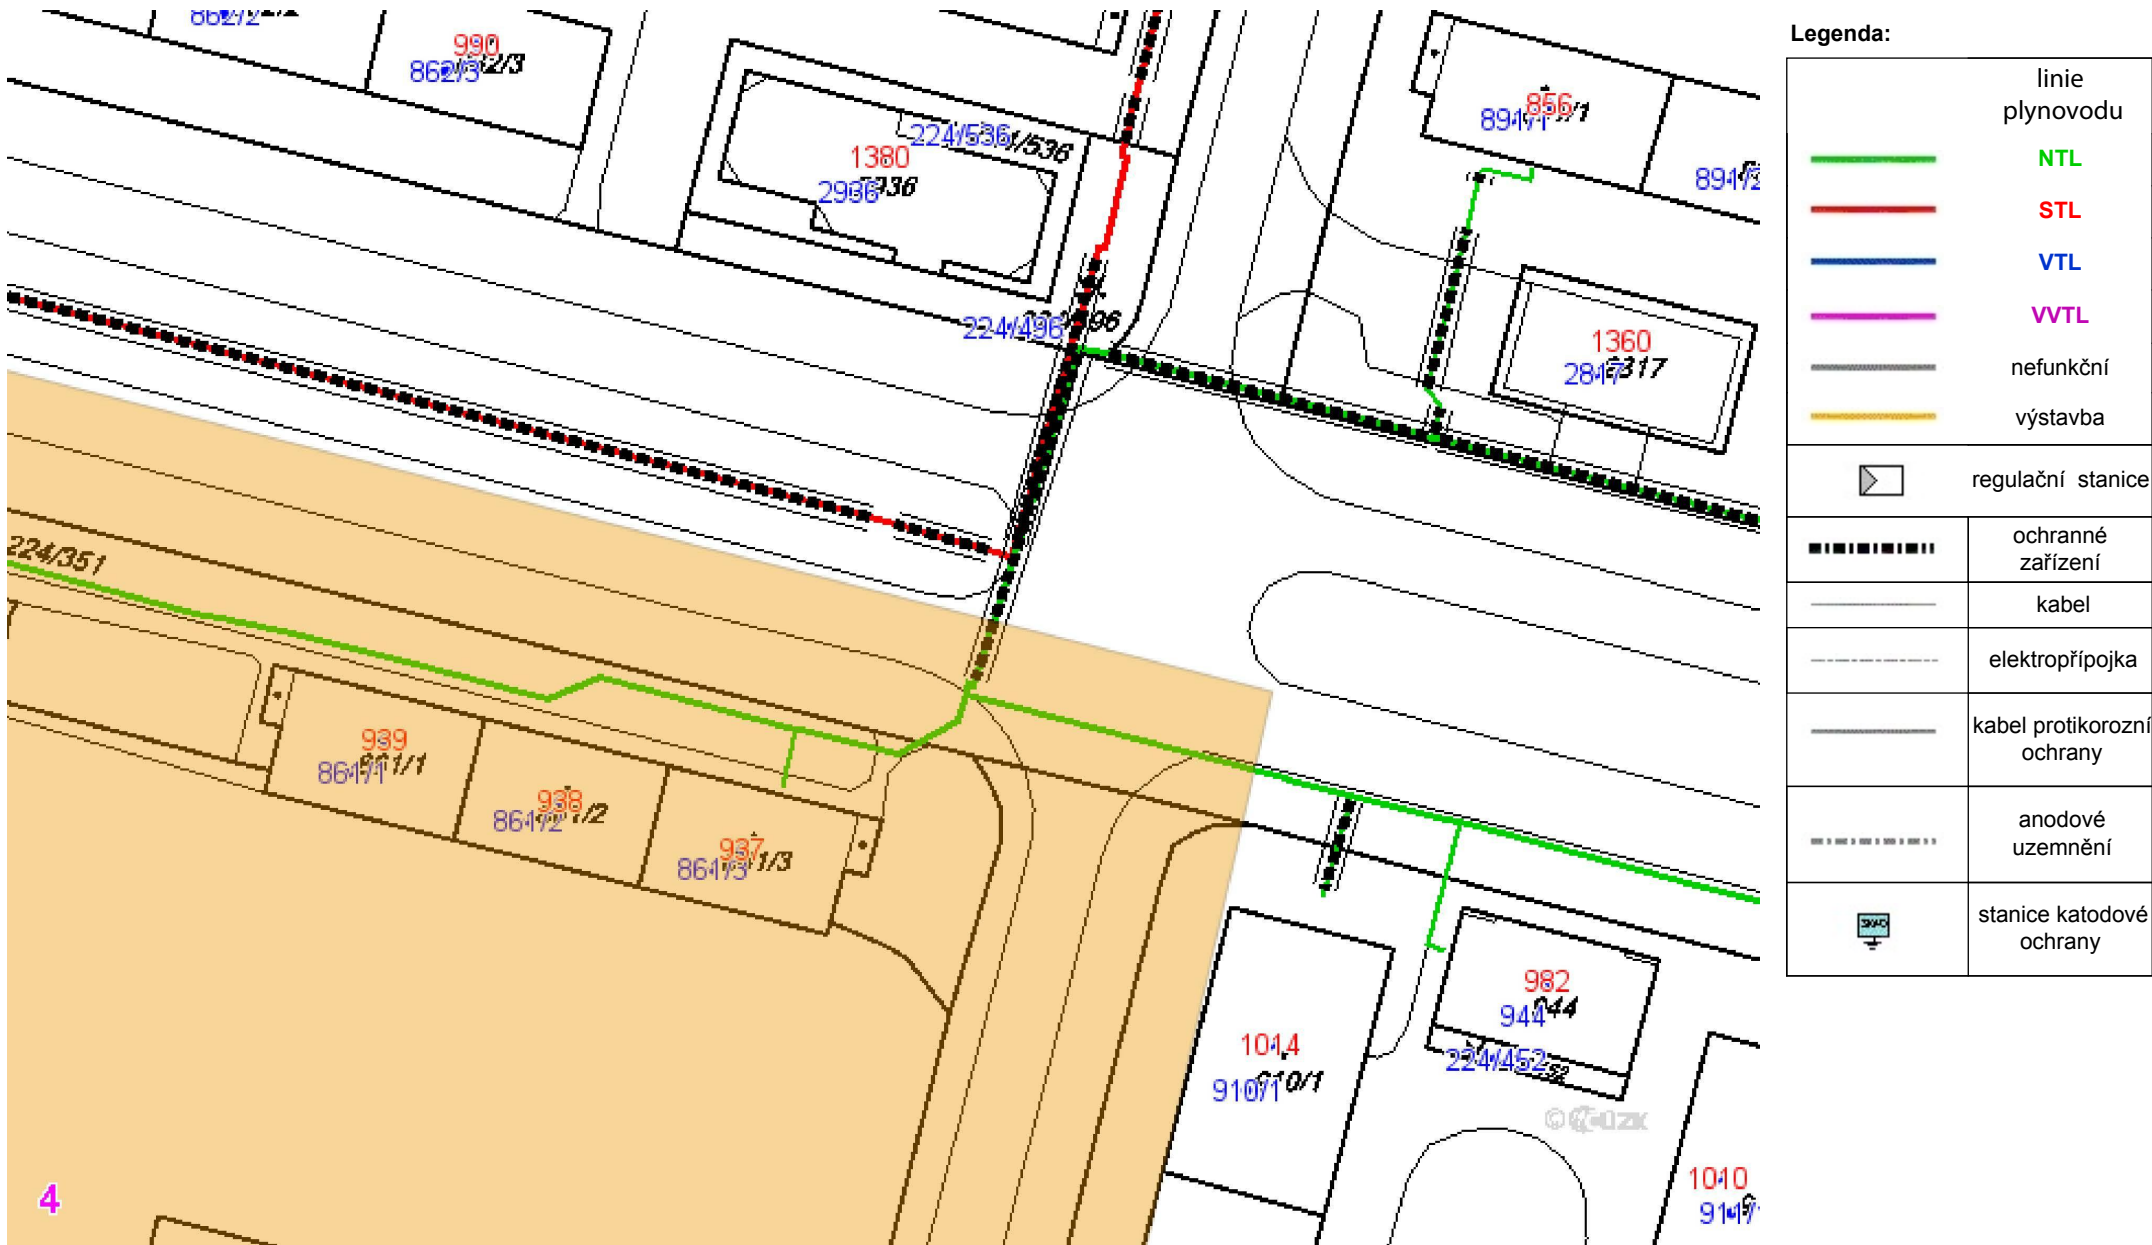 862/2
990
862/3
224/536
1380
2936
224/496
856
891/1
891/2
1360
2817
224/351
939
861/1
938
861/2
937
861/3
982
944
224/452
1014
910/1
1010
4
Legenda:
linie
plynovodu
NTL
STL
VTL
VVTL
nefunkční
výstavba
regulační stanice
ochranné
zařízení
kabel
elektropřípojka
kabel protikorozní
ochrany
anodové
uzemnění
stanice katodové
ochrany